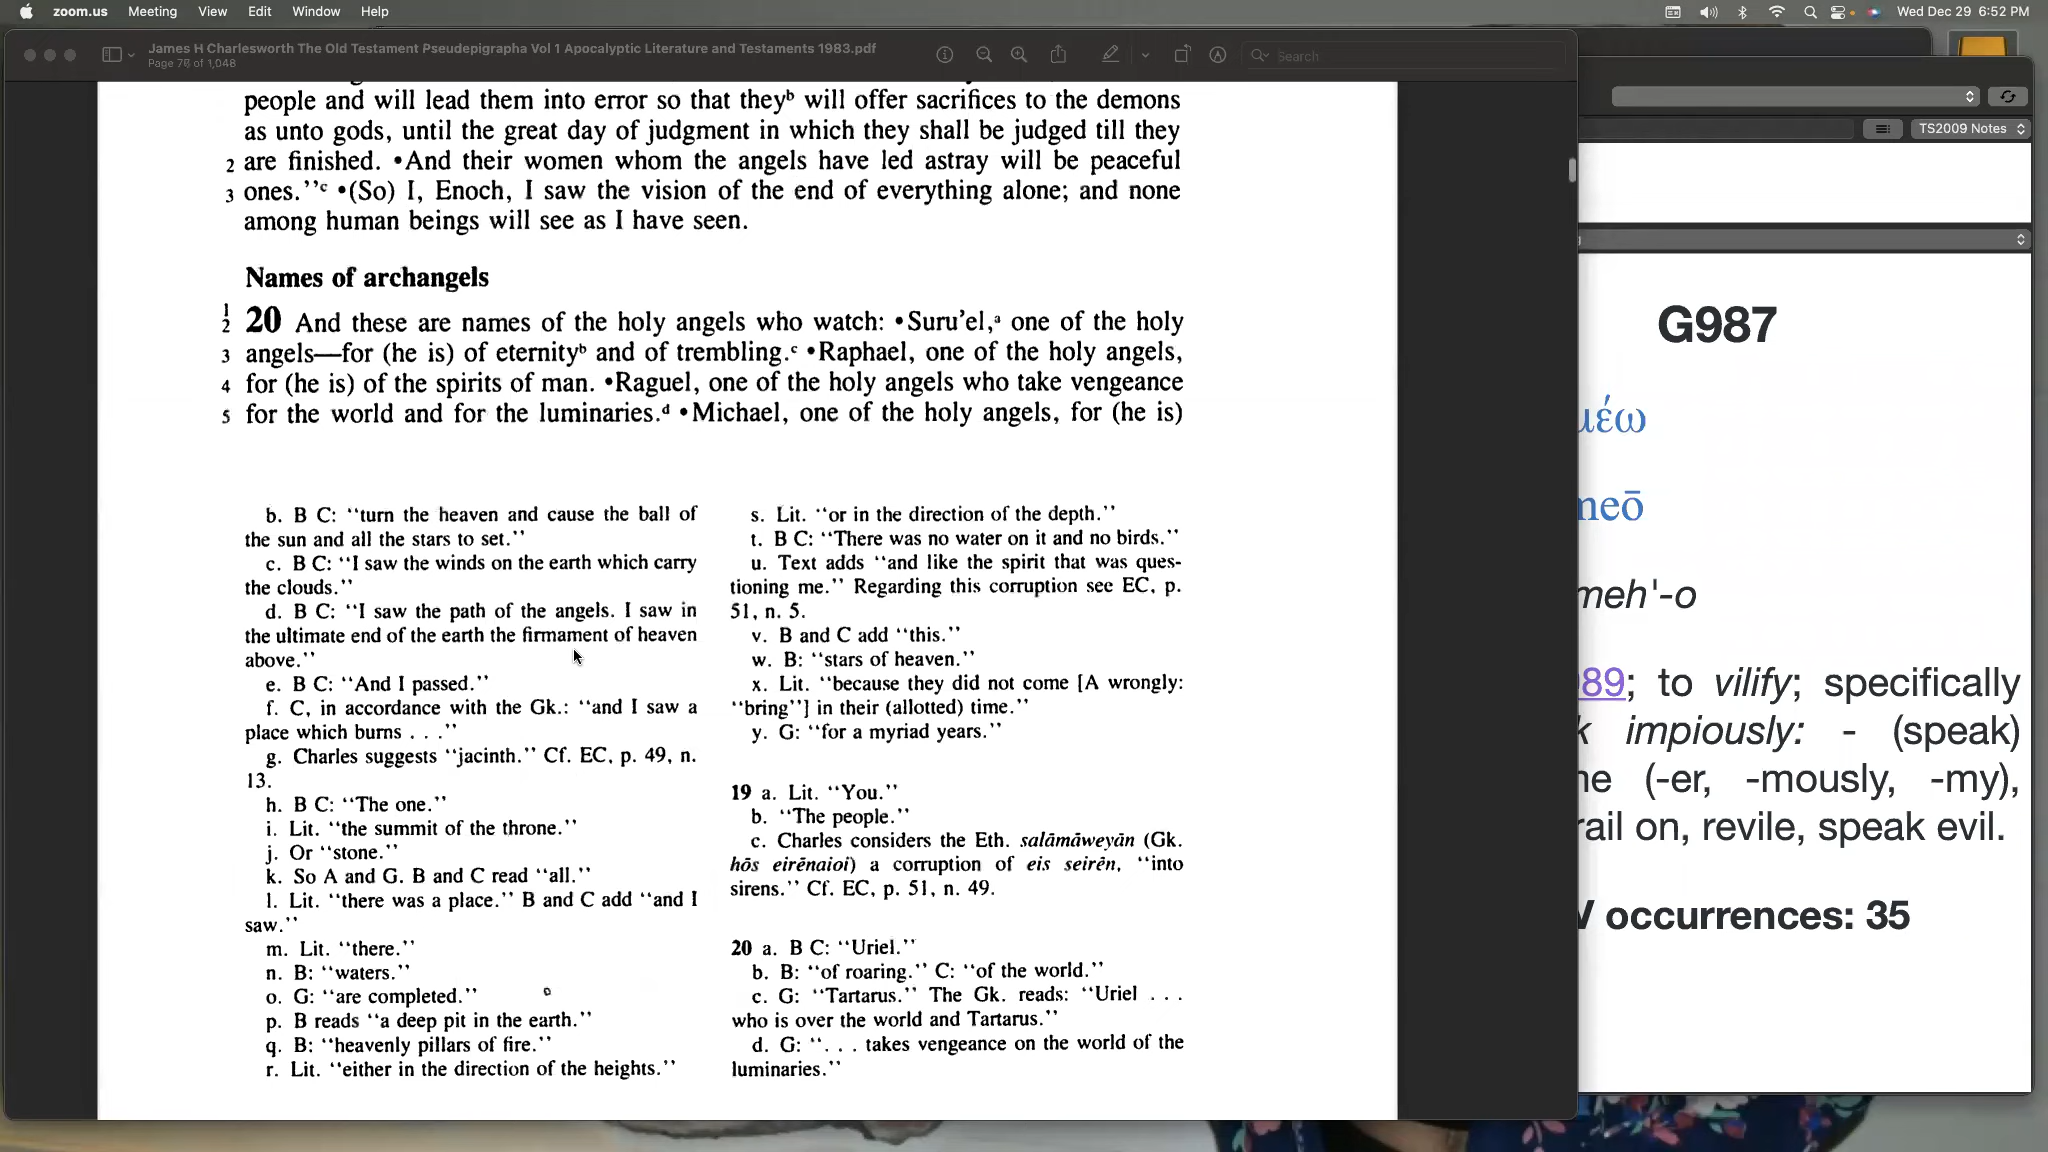 zoom.us Meeting View Edit Window Help
Wed Dec 29 6:52 PM
James H Charlesworth The Old Testament Pseudepigrapha Vol 1 Apocalyptic Literature and Testaments 1983.pdf
Page 76 of 1,048
Search
people and will lead them into error so that theyᵇ will offer sacrifices to the demons
as unto gods, until the great day of judgment in which they shall be judged till they
2 are finished. •And their women whom the angels have led astray will be peaceful
3 ones.’’ᶜ •(So) I, Enoch, I saw the vision of the end of everything alone; and none
among human beings will see as I have seen.
Names of archangels
1
2 20 And these are names of the holy angels who watch: •Suru’el,ᵃ one of the holy
3 angels—for (he is) of eternityᵇ and of trembling.ᶜ •Raphael, one of the holy angels,
4 for (he is) of the spirits of man. •Raguel, one of the holy angels who take vengeance
5 for the world and for the luminaries.ᵈ •Michael, one of the holy angels, for (he is)
b. B C: ‘‘turn the heaven and cause the ball of
the sun and all the stars to set.’’
c. B C: ‘‘I saw the winds on the earth which carry
the clouds.’’
d. B C: ‘‘I saw the path of the angels. I saw in
the ultimate end of the earth the firmament of heaven
above.’’
e. B C: ‘‘And I passed.’’
f. C, in accordance with the Gk.: ‘‘and I saw a
place which burns . . .’’
g. Charles suggests ‘‘jacinth.’’ Cf. EC, p. 49, n.
13.
h. B C: ‘‘The one.’’
i. Lit. ‘‘the summit of the throne.’’
j. Or ‘‘stone.’’
k. So A and G. B and C read ‘‘all.’’
l. Lit. ‘‘there was a place.’’ B and C add ‘‘and I
saw.’’
m. Lit. ‘‘there.’’
n. B: ‘‘waters.’’
o. G: ‘‘are completed.’’
p. B reads ‘‘a deep pit in the earth.’’
q. B: ‘‘heavenly pillars of fire.’’
r. Lit. ‘‘either in the direction of the heights.’’
s. Lit. ‘‘or in the direction of the depth.’’
t. B C: ‘‘There was no water on it and no birds.’’
u. Text adds ‘‘and like the spirit that was ques-
tioning me.’’ Regarding this corruption see EC, p.
51, n. 5.
v. B and C add ‘‘this.’’
w. B: ‘‘stars of heaven.’’
x. Lit. ‘‘because they did not come [A wrongly:
‘‘bring’’] in their (allotted) time.’’
y. G: ‘‘for a myriad years.’’
19 a. Lit. ‘‘You.’’
b. ‘‘The people.’’
c. Charles considers the Eth. salāmāweyān (Gk.
hōs eirēnaioi) a corruption of eis seirēn, ‘‘into
sirens.’’ Cf. EC, p. 51, n. 49.
20 a. B C: ‘‘Uriel.’’
b. B: ‘‘of roaring.’’ C: ‘‘of the world.’’
c. G: ‘‘Tartarus.’’ The Gk. reads: ‘‘Uriel . . .
who is over the world and Tartarus.’’
d. G: ‘‘. . . takes vengeance on the world of the
luminaries.’’
TS2009 Notes
G987
μέω
meō
meh'-o
89; to vilify; specifically
k impiously: - (speak)
ne (-er, -mously, -my),
rail on, revile, speak evil.
V occurrences: 35